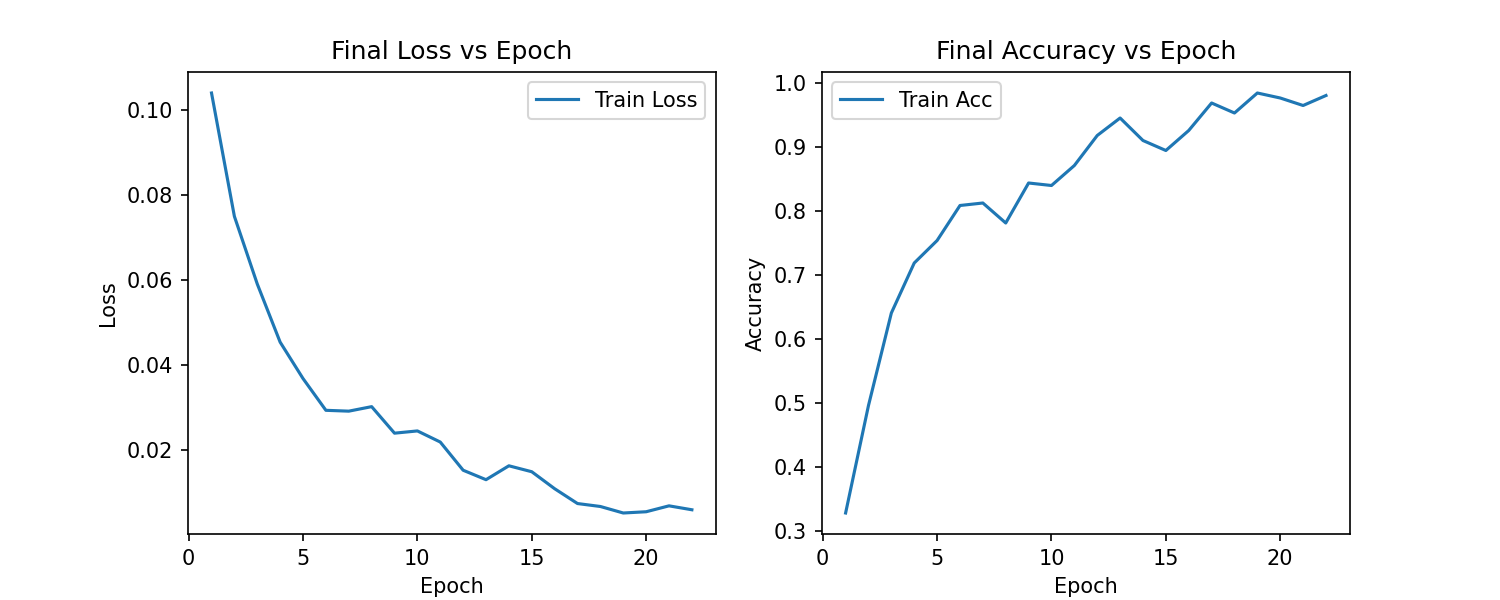 Final Loss vs Epoch
Train Loss
0.10
0.08
0.06
0.04
0.02
Loss
0 5 10 15 20
Epoch
Final Accuracy vs Epoch
Train Acc
1.0
0.9
0.8
0.7
0.6
0.5
0.4
0.3
Accuracy
0 5 10 15 20
Epoch